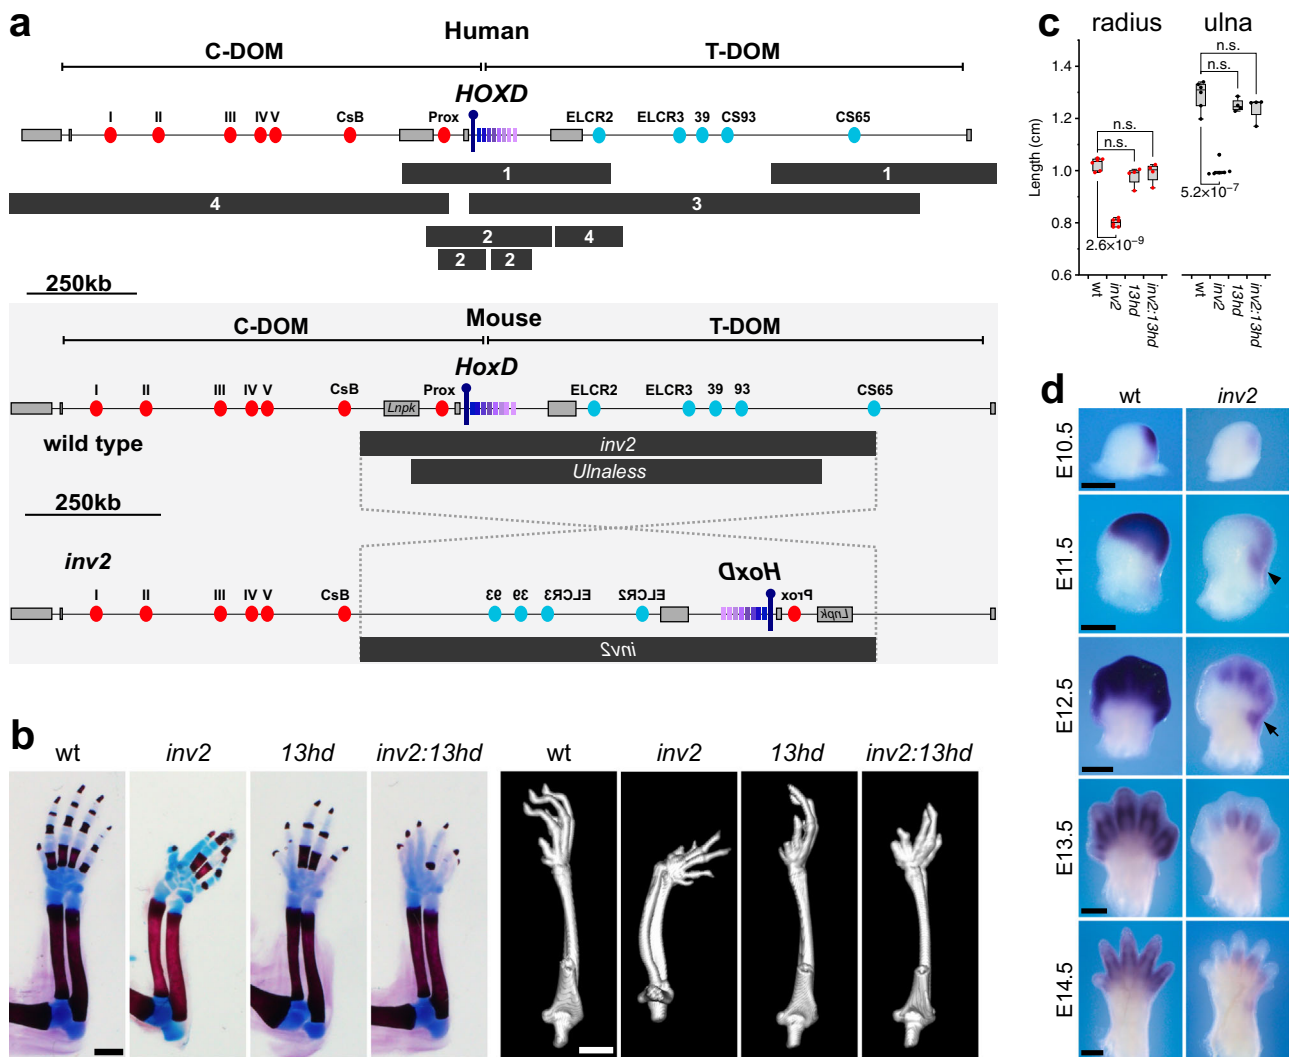 a
Human
C-DOM T-DOM
HOXD
I II III IV V CsB Prox ELCR2 ELCR3 39 CS93 CS65
1 1
4 3
2 4
2 2
250kb
Mouse
C-DOM T-DOM
HoxD
I II III IV V CsB Lnpk Prox ELCR2 ELCR3 39 93 CS65
wild type
inv2
Ulnaless
250kb
inv2
HoxD
I II III IV V CsB 93 39 ELCR3 ELCR2 Prox Lnpk
inv2
b
wt inv2 13hd inv2:13hd wt inv2 13hd inv2:13hd
c
radius ulna
Length (cm)
1.4
1.2
1.0
0.8
0.6
n.s.
n.s.
2.6×10⁻⁹
n.s.
n.s.
5.2×10⁻⁷
wt inv2 13hd inv2:13hd wt inv2 13hd inv2:13hd
d
wt inv2
E10.5
E11.5
E12.5
E13.5
E14.5